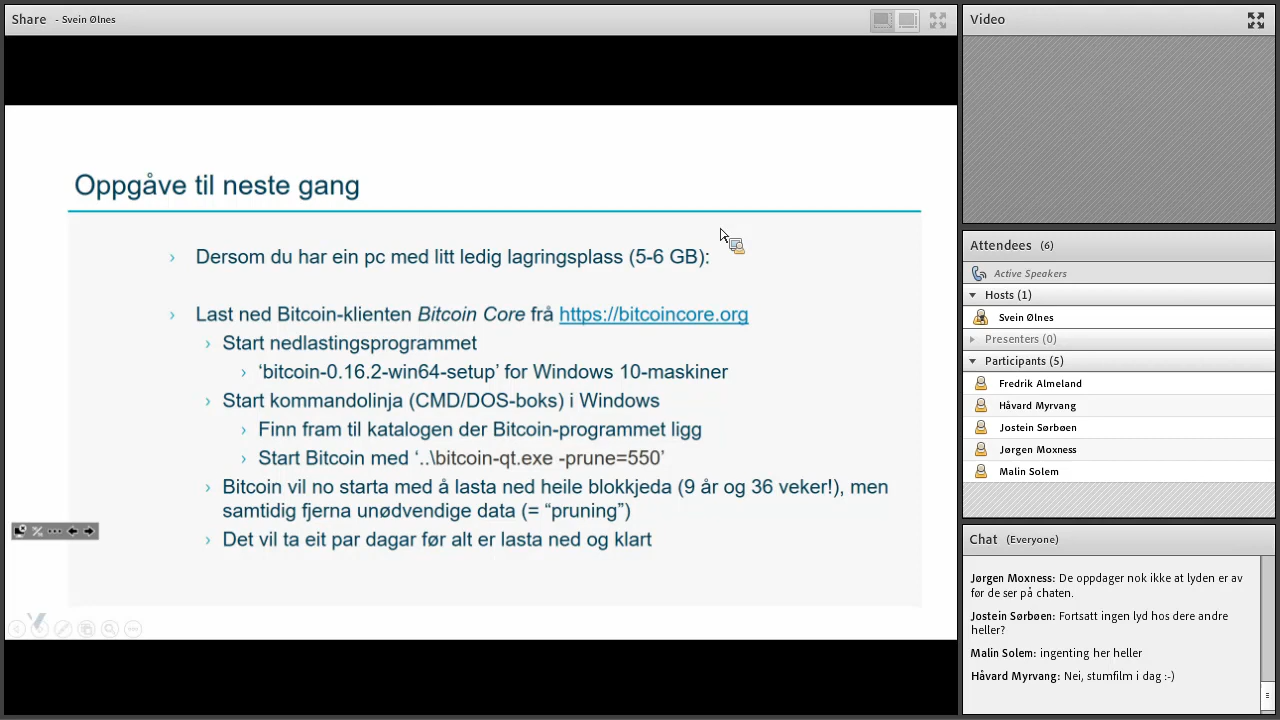 Share - Svein Ølnes
Oppgåve til neste gang
› Dersom du har ein pc med litt ledig lagringsplass (5-6 GB):
› Last ned Bitcoin-klienten Bitcoin Core frå https://bitcoincore.org
› Start nedlastingsprogrammet
› ‘bitcoin-0.16.2-win64-setup’ for Windows 10-maskiner
› Start kommandolinja (CMD/DOS-boks) i Windows
› Finn fram til katalogen der Bitcoin-programmet ligg
› Start Bitcoin med ‘..\bitcoin-qt.exe -prune=550’
› Bitcoin vil no starta med å lasta ned heile blokkjeda (9 år og 36 veker!), men
samtidig fjerna unødvendige data (= “pruning”)
› Det vil ta eit par dagar før alt er lasta ned og klart
Video
Attendees (6)
Active Speakers
Hosts (1)
Svein Ølnes
Presenters (0)
Participants (5)
Fredrik Almeland
Håvard Myrvang
Jostein Sørbøen
Jørgen Moxness
Malin Solem
Chat (Everyone)
Jørgen Moxness: De oppdager nok ikke at lyden er av
før de ser på chaten.
Jostein Sørbøen: Fortsatt ingen lyd hos dere andre
heller?
Malin Solem: ingenting her heller
Håvard Myrvang: Nei, stumfilm i dag :-)